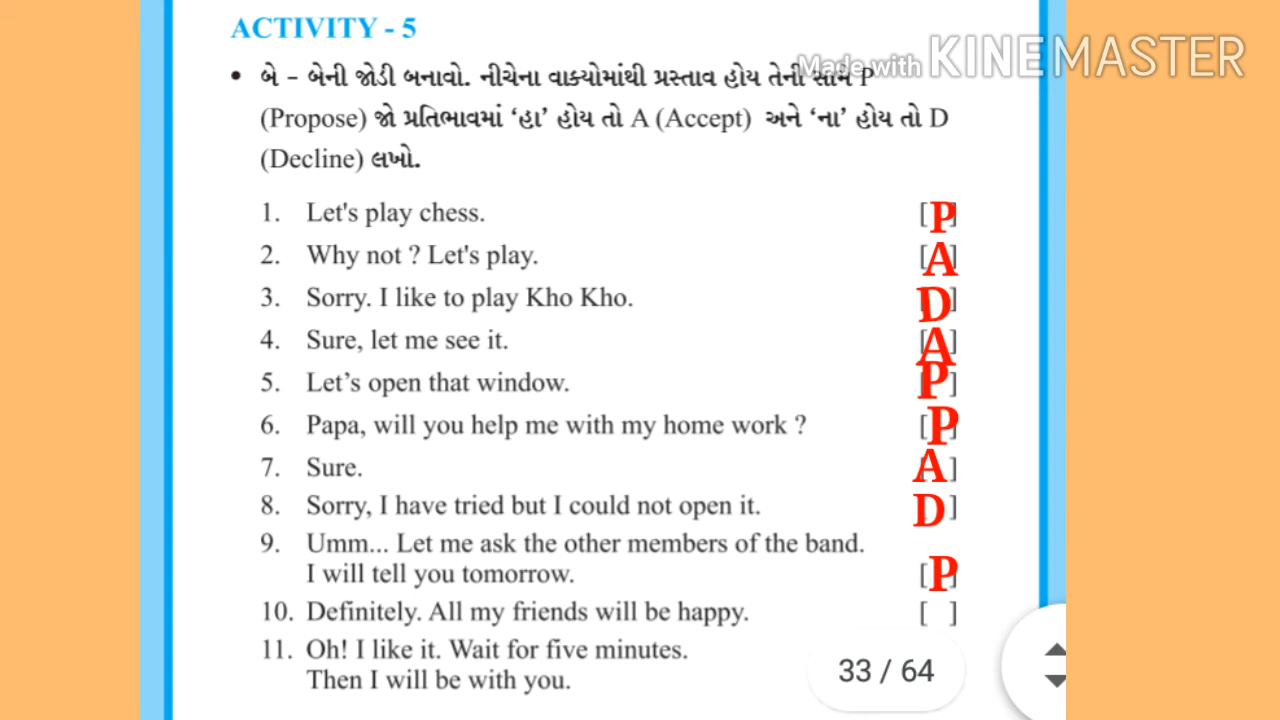 ACTIVITY - 5
Made with KINEMASTER
• બે – બેની જોડી બનાવો. નીચેના વાક્યોમાંથી પ્રસ્તાવ હોય તેની સામે P
(Propose) જો પ્રતિભાવમાં ‘હા’ હોય તો A (Accept) અને ‘ના’ હોય તો D
(Decline) લખો.
1. Let's play chess. [P]
2. Why not ? Let's play. [A]
3. Sorry. I like to play Kho Kho. [D]
4. Sure, let me see it. [A]
5. Let’s open that window. [P]
6. Papa, will you help me with my home work ? [P]
7. Sure. [A]
8. Sorry, I have tried but I could not open it. [D]
9. Umm... Let me ask the other members of the band.
I will tell you tomorrow. [P]
10. Definitely. All my friends will be happy. [ ]
11. Oh! I like it. Wait for five minutes.
Then I will be with you.
33 / 64